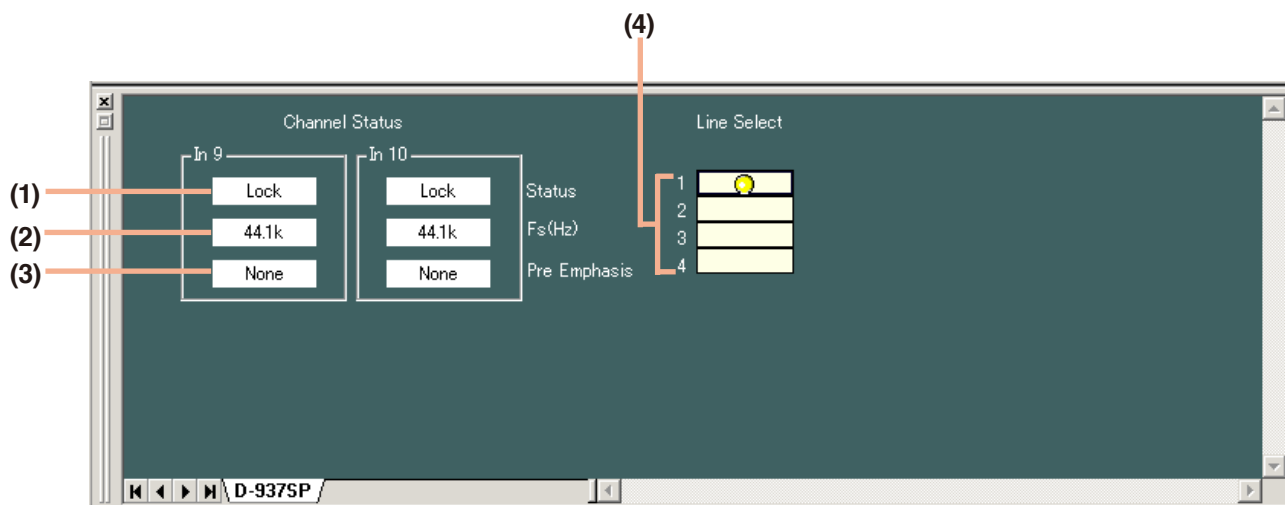 (4)
Channel Status
Line Select
In 9
In 10
(1)
Lock
Lock
Status
1
2
(2)
44.1k
44.1k
Fs(Hz)
3
(3)
None
None
Pre Emphasis
4
D-937SP